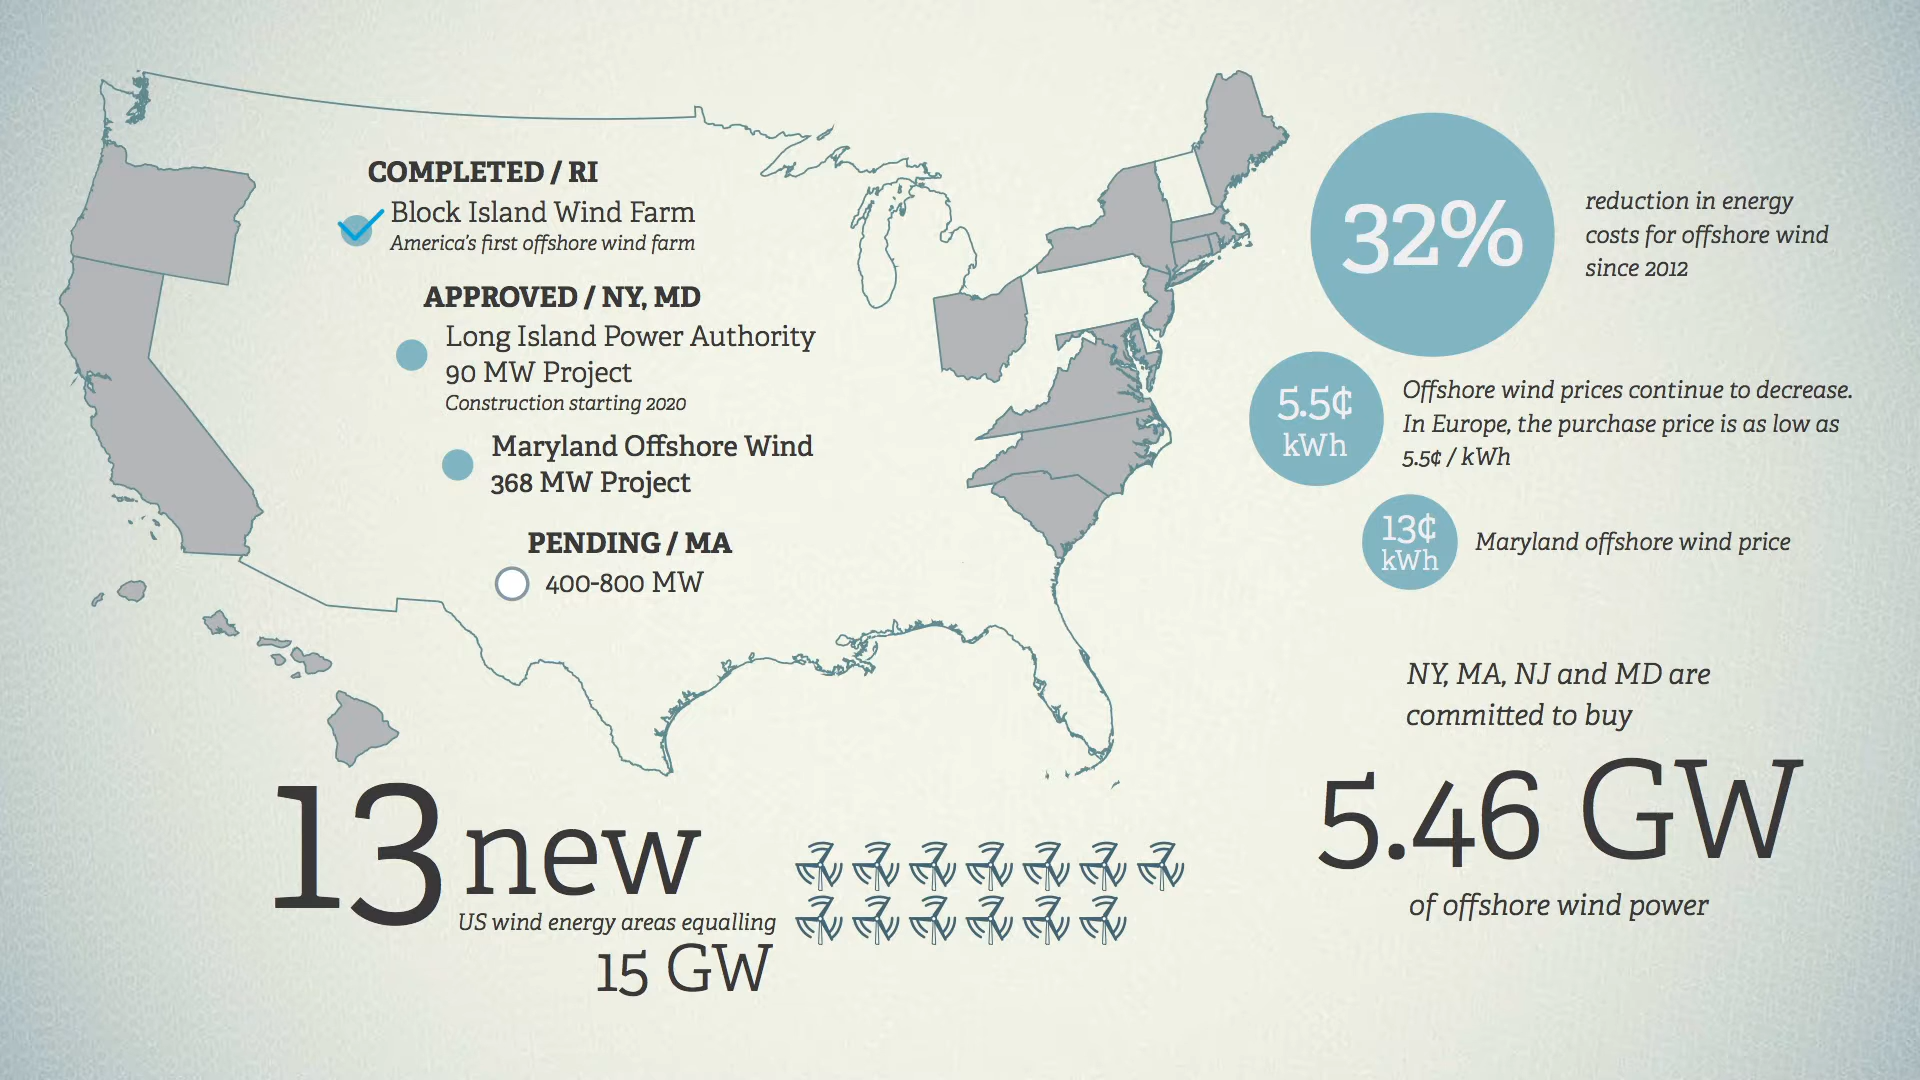 COMPLETED / RI
Block Island Wind Farm
America's first offshore wind farm
APPROVED / NY, MD
Long Island Power Authority
90 MW Project
Construction starting 2020
Maryland Offshore Wind
368 MW Project
PENDING / MA
400-800 MW
32%
reduction in energy
costs for offshore wind
since 2012
5.5¢
kWh
Offshore wind prices continue to decrease.
In Europe, the purchase price is as low as
5.5¢ / kWh
13¢
kWh
Maryland offshore wind price
13 new
US wind energy areas equalling
15 GW
NY, MA, NJ and MD are
committed to buy
5.46 GW
of offshore wind power